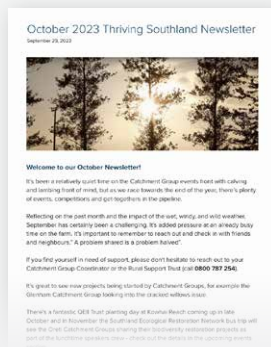 October 2023 Thriving Southland Newsletter
September 29, 2023
Welcome to our October Newsletter!
It's been a relatively quiet time on the Catchment Group events front with calving
and lambing front of mind, but as we race towards the end of the year, there's plenty
of events, competitions and get-togethers in the pipeline.
Reflecting on the past month and the impact of the wet, windy, and wild weather,
September has certainly been a challenging. It's added pressure at an already busy
time on the farm. It's important to remember to reach out and check in with friends
and neighbours." A problem shared is a problem halved".
If you find yourself in need of support, please don't hesitate to reach out to your
Catchment Group Coordinator or the Rural Support Trust (call 0800 787 254).
It's great to see new projects being started by Catchment Groups, for example the
Glenham Catchment Group looking into the cracked willows issue
There's a fantastic QEII Trust planting day at Kowhai Reach coming up in late
October and in November the Southland Ecological Restoration Network bus trip will
see the Oreti Catchment Groups sharing their biodiversity restoration projects as
part of the lunchtime speakers - check out the details in the upcoming events